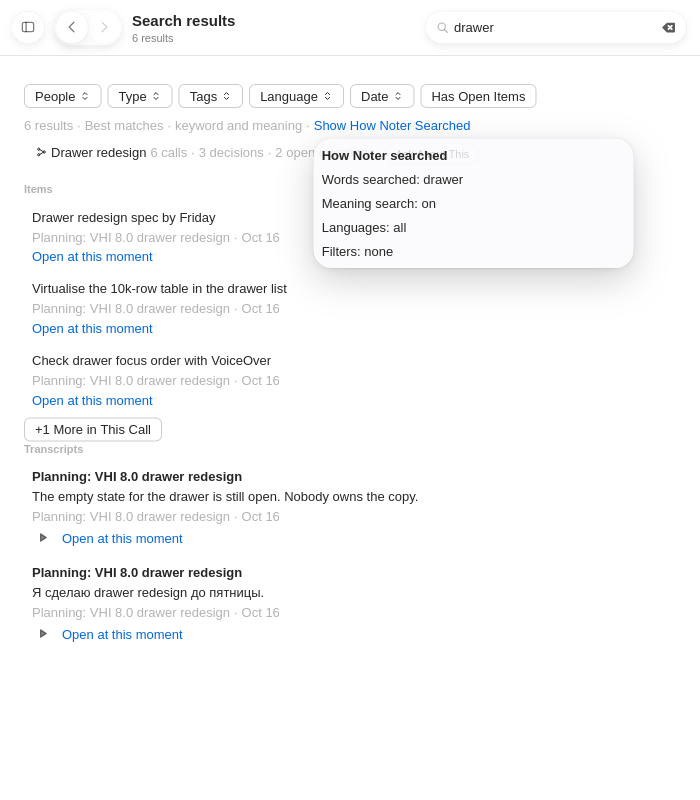 Search results
6 results
drawer
People
Type
Tags
Language
Date
Has Open Items
6 results · Best matches · keyword and meaning · Show How Noter Searched
Drawer redesign 6 calls · 3 decisions · 2 open
This
How Noter searched
Words searched: drawer
Meaning search: on
Languages: all
Filters: none
Items
Drawer redesign spec by Friday
Planning: VHI 8.0 drawer redesign · Oct 16
Open at this moment
Virtualise the 10k-row table in the drawer list
Planning: VHI 8.0 drawer redesign · Oct 16
Open at this moment
Check drawer focus order with VoiceOver
Planning: VHI 8.0 drawer redesign · Oct 16
Open at this moment
+1 More in This Call
Transcripts
Planning: VHI 8.0 drawer redesign
The empty state for the drawer is still open. Nobody owns the copy.
Planning: VHI 8.0 drawer redesign · Oct 16
Open at this moment
Planning: VHI 8.0 drawer redesign
Я сделаю drawer redesign до пятницы.
Planning: VHI 8.0 drawer redesign · Oct 16
Open at this moment